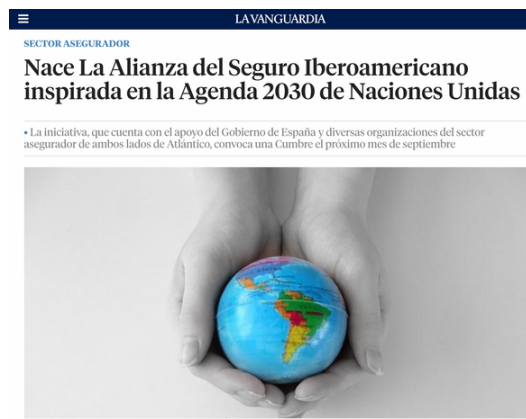 LA VANGUARDIA
SECTOR ASEGURADOR
Nace La Alianza del Seguro Iberoamericano
inspirada en la Agenda 2030 de Naciones Unidas
• La iniciativa, que cuenta con el apoyo del Gobierno de España y diversas organizaciones del sector
asegurador de ambos lados de Atlántico, convoca una Cumbre el próximo mes de septiembre